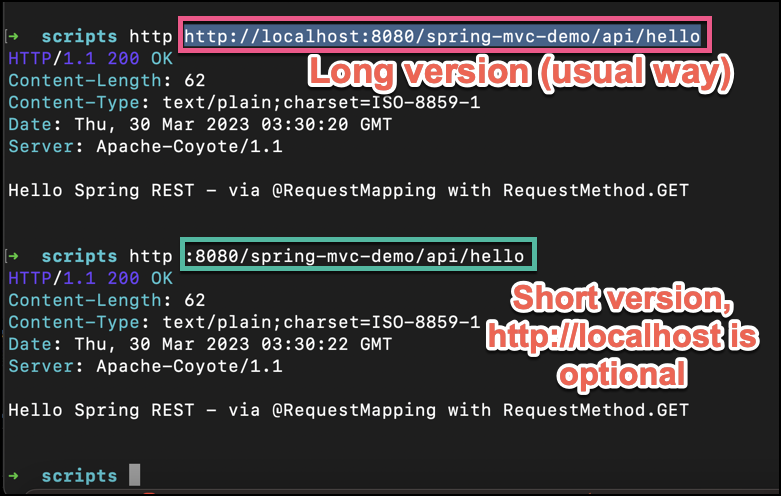 ➜ scripts http http://localhost:8080/spring-mvc-demo/api/hello
HTTP/1.1 200 OK
Long version (usual way)
Content-Length: 62
Content-Type: text/plain;charset=ISO-8859-1
Date: Thu, 30 Mar 2023 03:30:20 GMT
Server: Apache-Coyote/1.1
Hello Spring REST - via @RequestMapping with RequestMethod.GET
➜ scripts http :8080/spring-mvc-demo/api/hello
HTTP/1.1 200 OK
Content-Length: 62
Content-Type: text/plain;charset=ISO-8859-1
Date: Thu, 30 Mar 2023 03:30:22 GMT
Server: Apache-Coyote/1.1
Short version,
http://localhost is
optional
Hello Spring REST - via @RequestMapping with RequestMethod.GET
➜ scripts